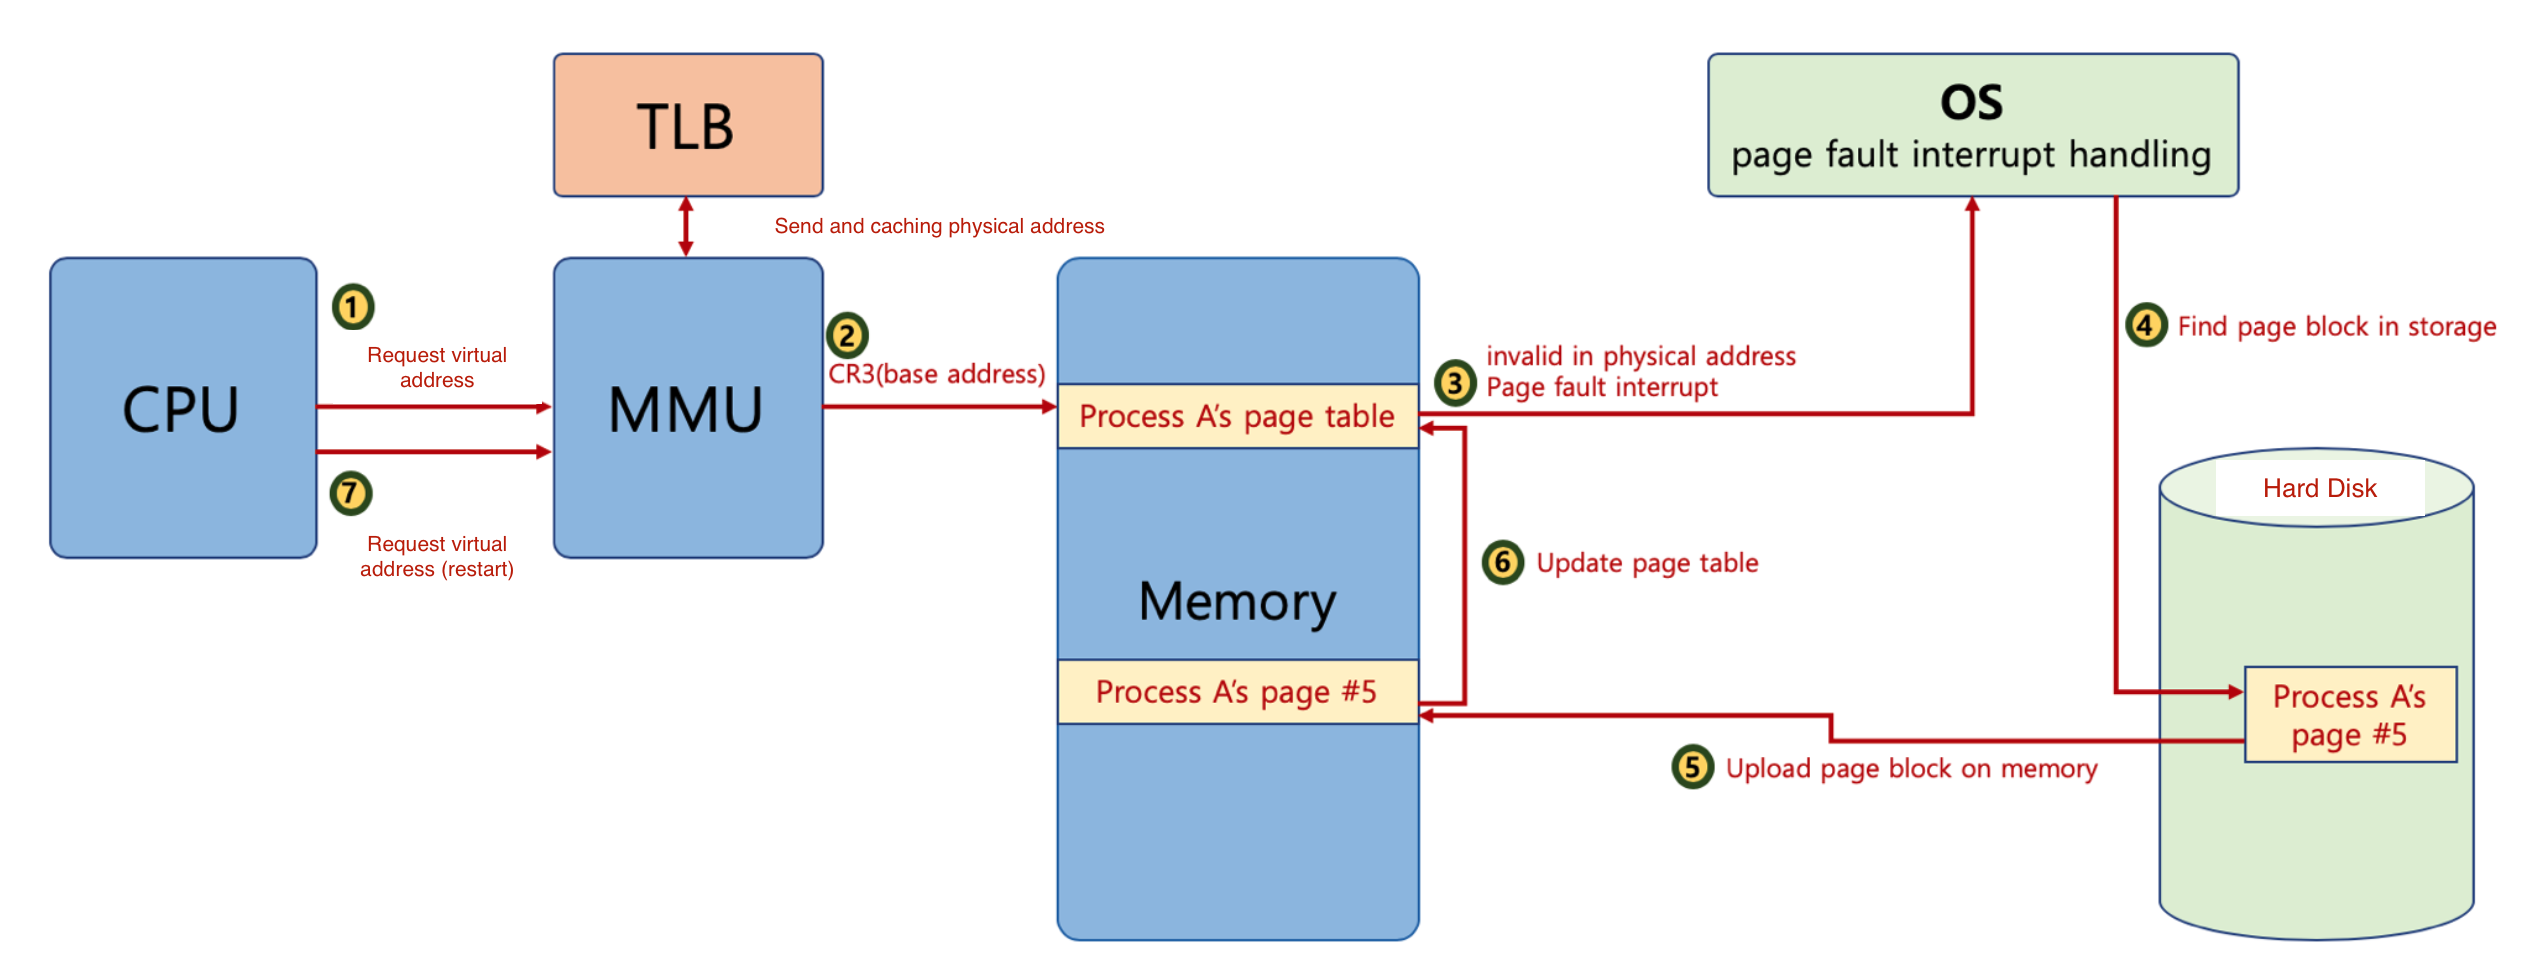 TLB
OS
page fault interrupt handling
Send and caching physical address
1
Request virtual
address
CPU
7
Request virtual
address (restart)
MMU
2
CR3(base address)
Process A's page table
Memory
Process A's page #5
3
invalid in physical address
Page fault interrupt
4
Find page block in storage
Hard Disk
Process A's
page #5
5
Upload page block on memory
6
Update page table